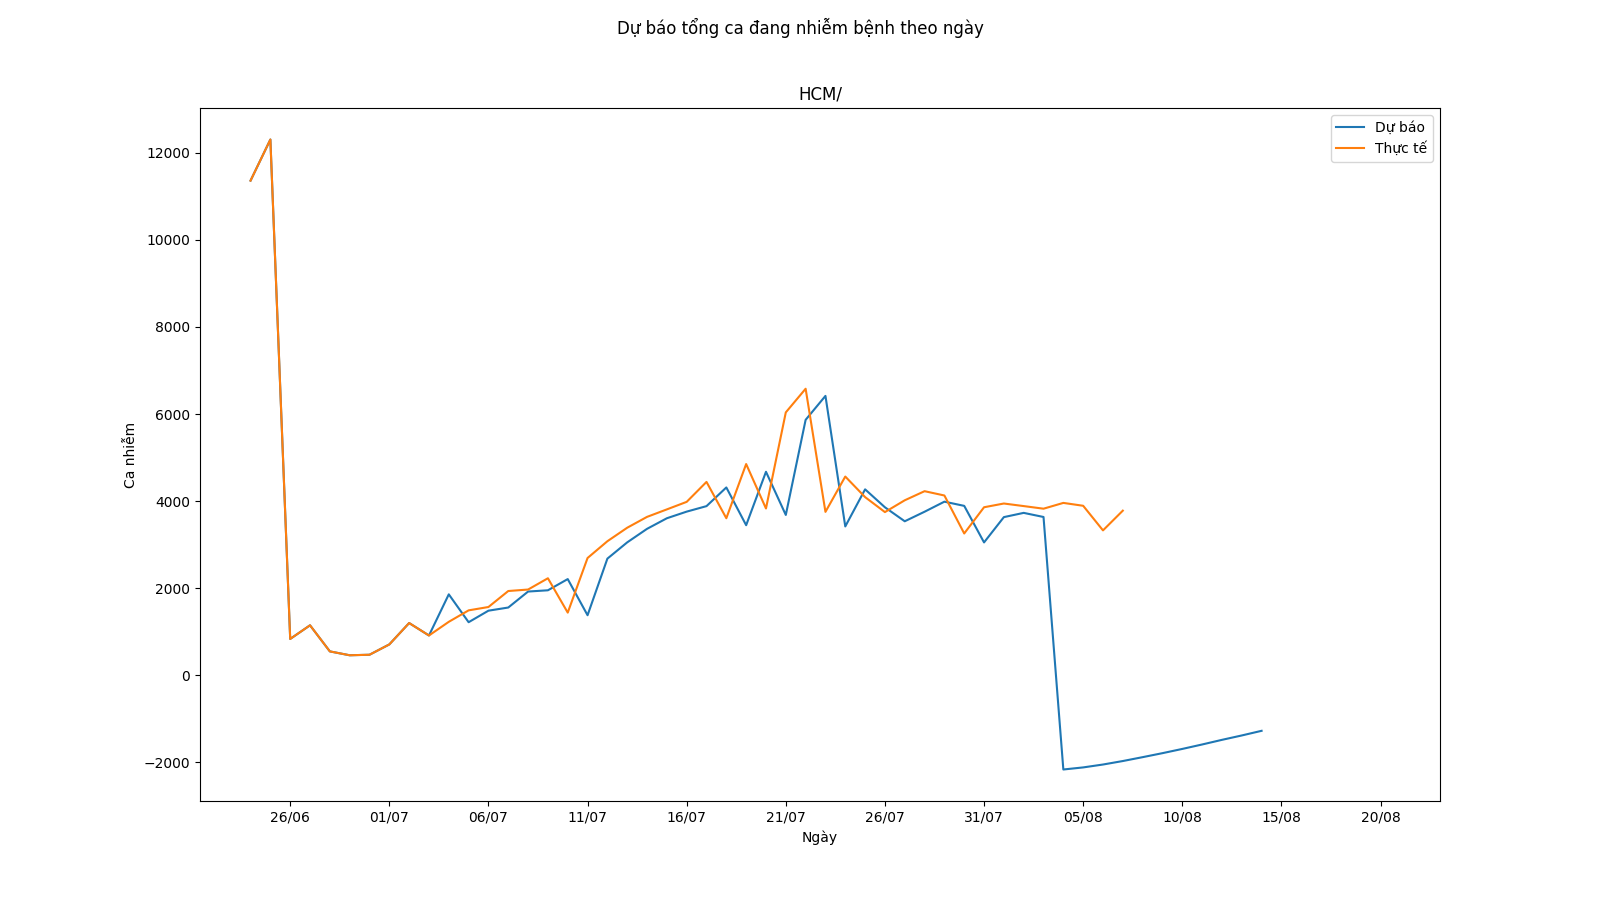 Dự báo tổng ca đang nhiễm bệnh theo ngày
HCM/
Dự báo
Thực tế
12000
10000
8000
6000
4000
2000
0
−2000
Ca nhiễm
26/06 01/07 06/07 11/07 16/07 21/07 26/07 31/07 05/08 10/08 15/08 20/08
Ngày